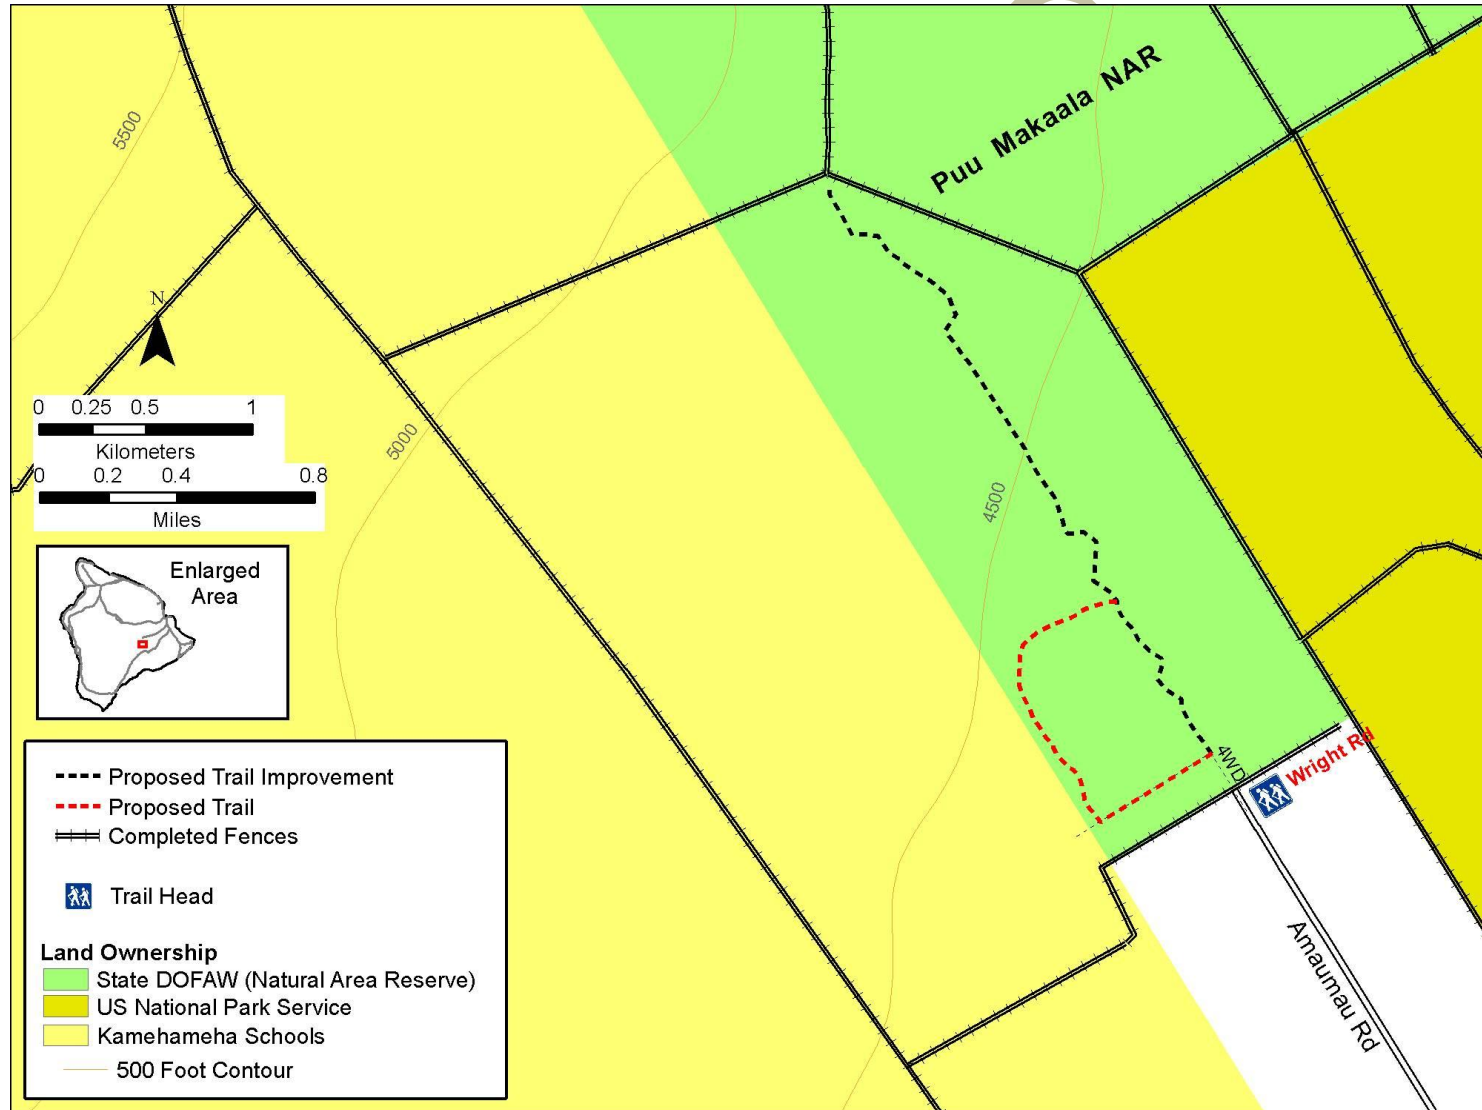 Puu Makaala NAR
5500
N
0 0.25 0.5 1
Kilometers
0 0.2 0.4 0.8
Miles
5000
4500
Enlarged
Area
4WD
Wright Rd
Amaumau Rd
Proposed Trail Improvement
Proposed Trail
Completed Fences
Trail Head
Land Ownership
State DOFAW (Natural Area Reserve)
US National Park Service
Kamehameha Schools
500 Foot Contour